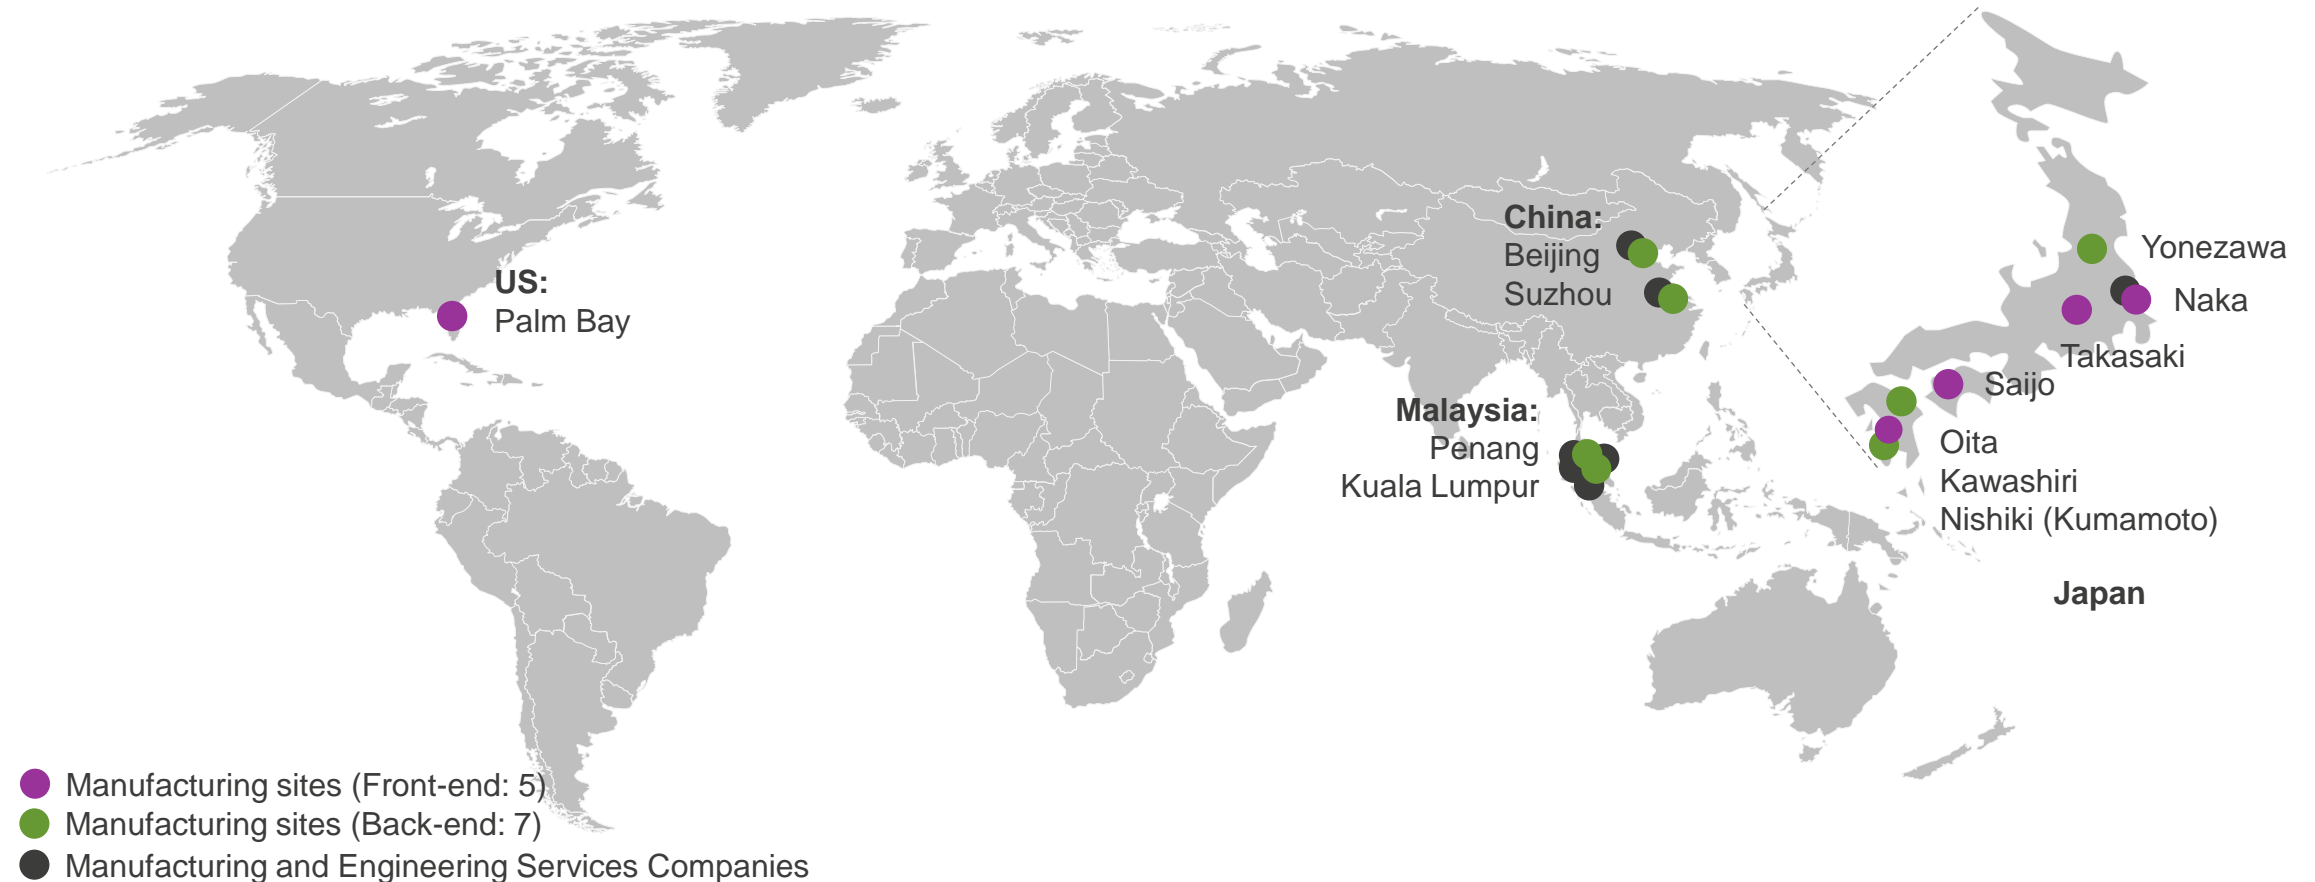 US:
Palm Bay
China:
Beijing
Suzhou
Malaysia:
Penang
Kuala Lumpur
Yonezawa
Naka
Takasaki
Saijo
Oita
Kawashiri
Nishiki (Kumamoto)
Japan
Manufacturing sites (Front-end: 5)
Manufacturing sites (Back-end: 7)
Manufacturing and Engineering Services Companies